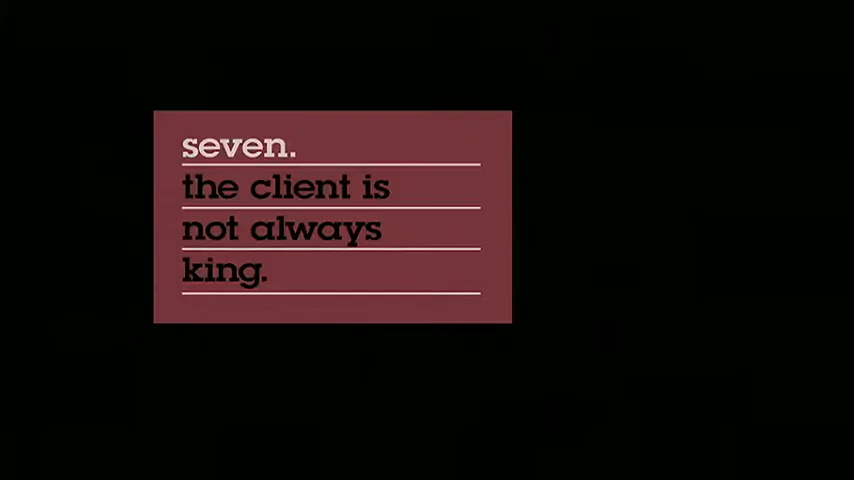 seven.
the client is
not always
king.